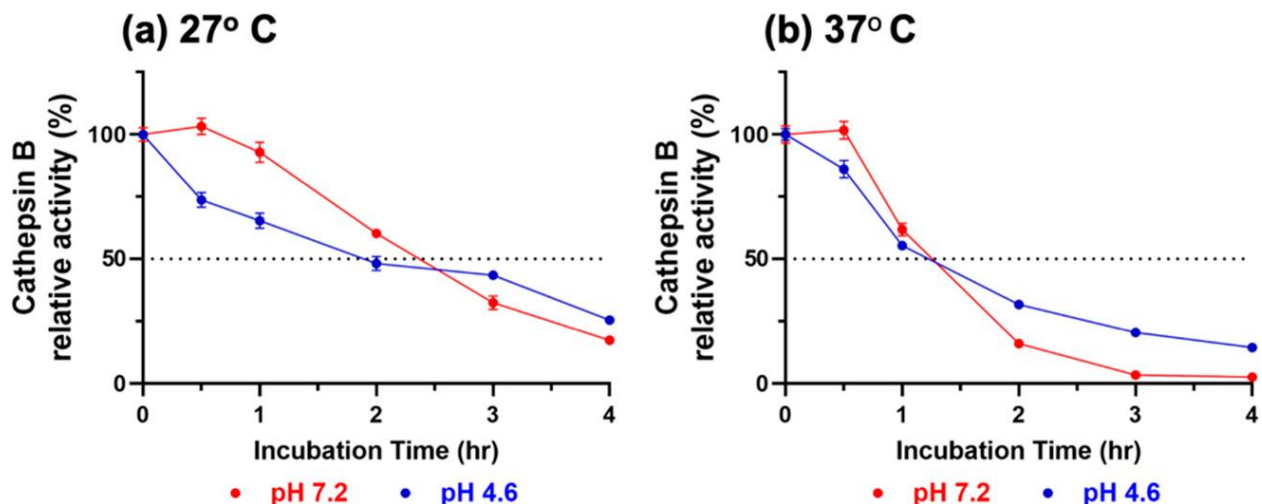 (a) 27º C
Cathepsin B
relative activity (%)
100
50
0
0 1 2 3 4
Incubation Time (hr)
pH 7.2 pH 4.6
(b) 37º C
Cathepsin B
relative activity (%)
100
50
0
0 1 2 3 4
Incubation Time (hr)
pH 7.2 pH 4.6